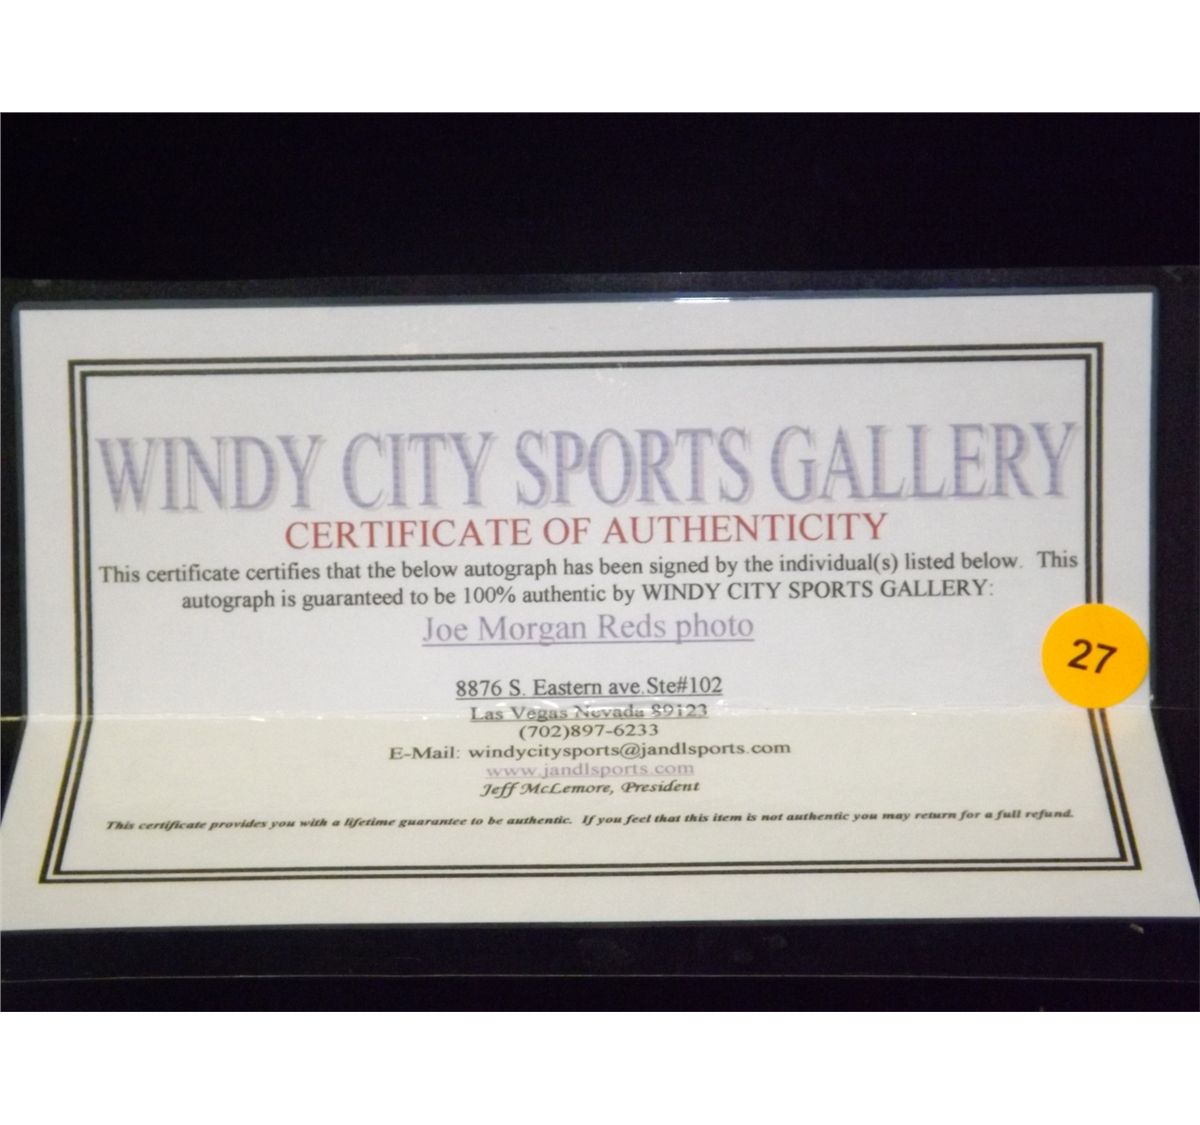 WINDY CITY SPORTS GALLERY
CERTIFICATE OF AUTHENTICITY
This certificate certifies that the below autograph has been signed by the individual(s) listed below. This
autograph is guaranteed to be 100% authentic by WINDY CITY SPORTS GALLERY:
Joe Morgan Reds photo
27
8876 S. Eastern ave.Ste#102
Las Vegas Nevada 89123
(702)897-6233
E-Mail: windycitysports@jandlsports.com
www.jandlsports.com
Jeff McLemore, President
This certificate provides you with a lifetime guarantee to be authentic. If you feel that this item is not authentic you may return for a full refund.